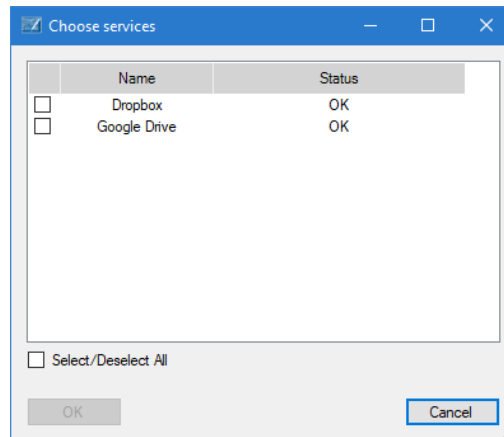 Choose services
Name Status
Dropbox OK
Google Drive OK
Select/Deselect All
OK Cancel